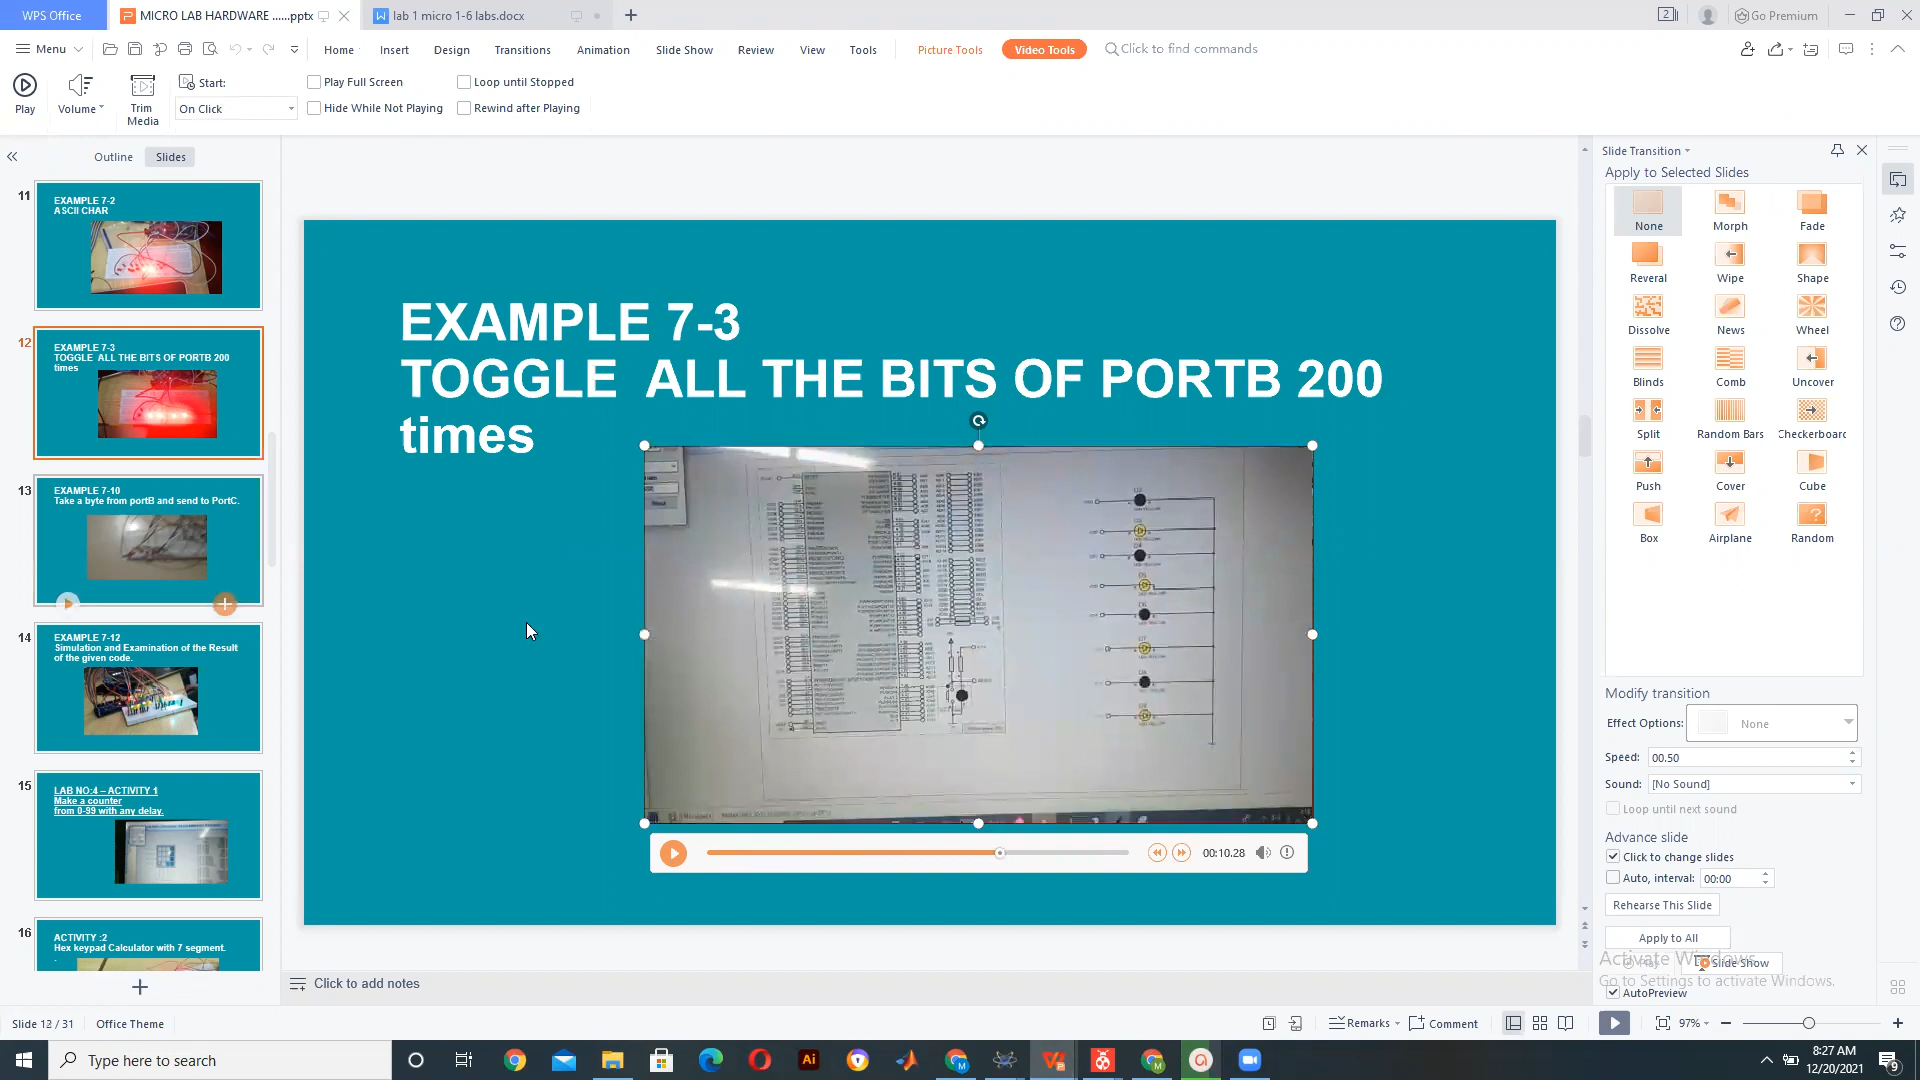 WPS Office
MICRO LAB HARDWARE ......pptx
lab 1 micro 1-6 labs.docx
2
Go Premium
Menu
Home
Insert
Design
Transitions
Animation
Slide Show
Review
View
Tools
Picture Tools
Video Tools
Click to find commands
Play
Volume
Trim
Media
Start:
On Click
Play Full Screen
Hide While Not Playing
Loop until Stopped
Rewind after Playing
Outline
Slides
11
EXAMPLE 7-2
ASCII CHAR
12
EXAMPLE 7-3
TOGGLE ALL THE BITS OF PORTB 200
times
13
EXAMPLE 7-10
Take a byte from portB and send to PortC.
14
EXAMPLE 7-12
Simulation and Examination of the Result
of the given code.
15
LAB NO:4 – ACTIVITY 1
Make a counter
from 0-99 with any delay.
16
ACTIVITY :2
Hex keypad Calculator with 7 segment.
.
EXAMPLE 7-3
TOGGLE ALL THE BITS OF PORTB 200
times
00:10.28
Click to add notes
Slide Transition
Apply to Selected Slides
None
Morph
Fade
Reveral
Wipe
Shape
Dissolve
News
Wheel
Blinds
Comb
Uncover
Split
Random Bars
Checkerboard
Push
Cover
Cube
Box
Airplane
Random
Modify transition
Effect Options:
None
Speed:
00.50
Sound:
[No Sound]
Loop until next sound
Advance slide
Click to change slides
Auto, interval:
00:00
Rehearse This Slide
Apply to All
Play
Slide Show
AutoPreview
Activate Windows
Go to Settings to activate Windows.
Slide 12 / 31
Office Theme
Remarks
Comment
97%
Type here to search
8:27 AM
12/20/2021
9